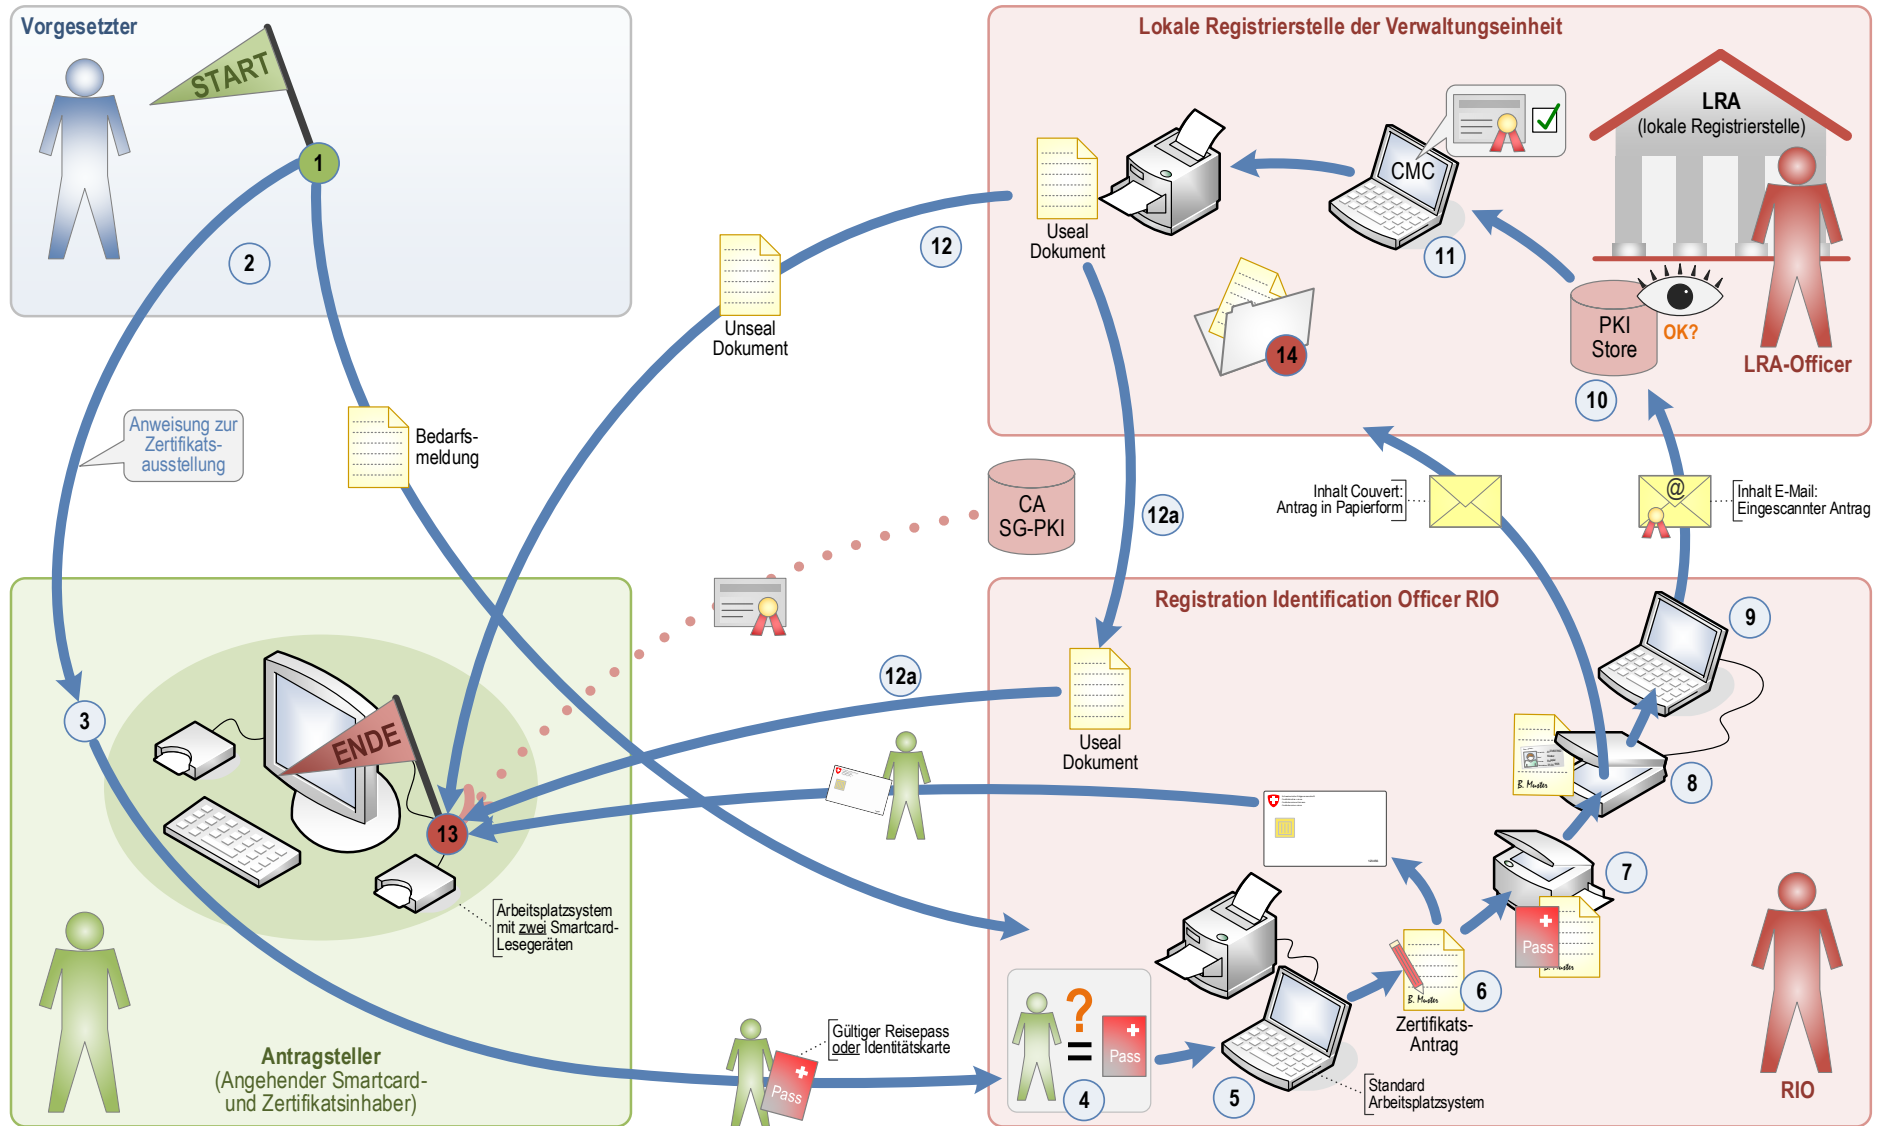 Vorgesetzter
START
1
2
Anweisung zur
Zertifikats-
ausstellung
Bedarfs-
meldung
Unseal
Dokument
12
Lokale Registrierstelle der Verwaltungseinheit
LRA
(lokale Registrierstelle)
CMC
11
Useal
Dokument
14
PKI
Store
OK?
10
LRA-Officer
CA
SG-PKI
12a
Inhalt Couvert:
Antrag in Papierform
@
Inhalt E-Mail:
Eingescannter Antrag
3
ENDE
13
Arbeitsplatzsystem
mit zwei Smartcard-
Lesegeräten
Antragsteller
(Angehender Smartcard-
und Zertifikatsinhaber)
12a
Pass
Gültiger Reisepass
oder Identitätskarte
Registration Identification Officer RIO
Useal
Dokument
9
8
B. Muster
7
Pass
B. Muster
6
B. Muster
Zertifikats-
Antrag
?
=
Pass
4
5
Standard
Arbeitsplatzsystem
RIO